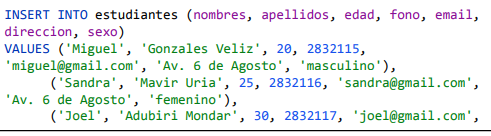 INSERT INTO estudiantes (nombres, apellidos, edad, fono, email,
direccion, sexo)
VALUES ('Miguel', 'Gonzales Veliz', 20, 2832115,
'miguel@gmail.com', 'Av. 6 de Agosto', 'masculino'),
('Sandra', 'Mavir Uria', 25, 2832116, 'sandra@gmail.com',
'Av. 6 de Agosto', 'femenino'),
('Joel', 'Adubiri Mondar', 30, 2832117, 'joel@gmail.com',